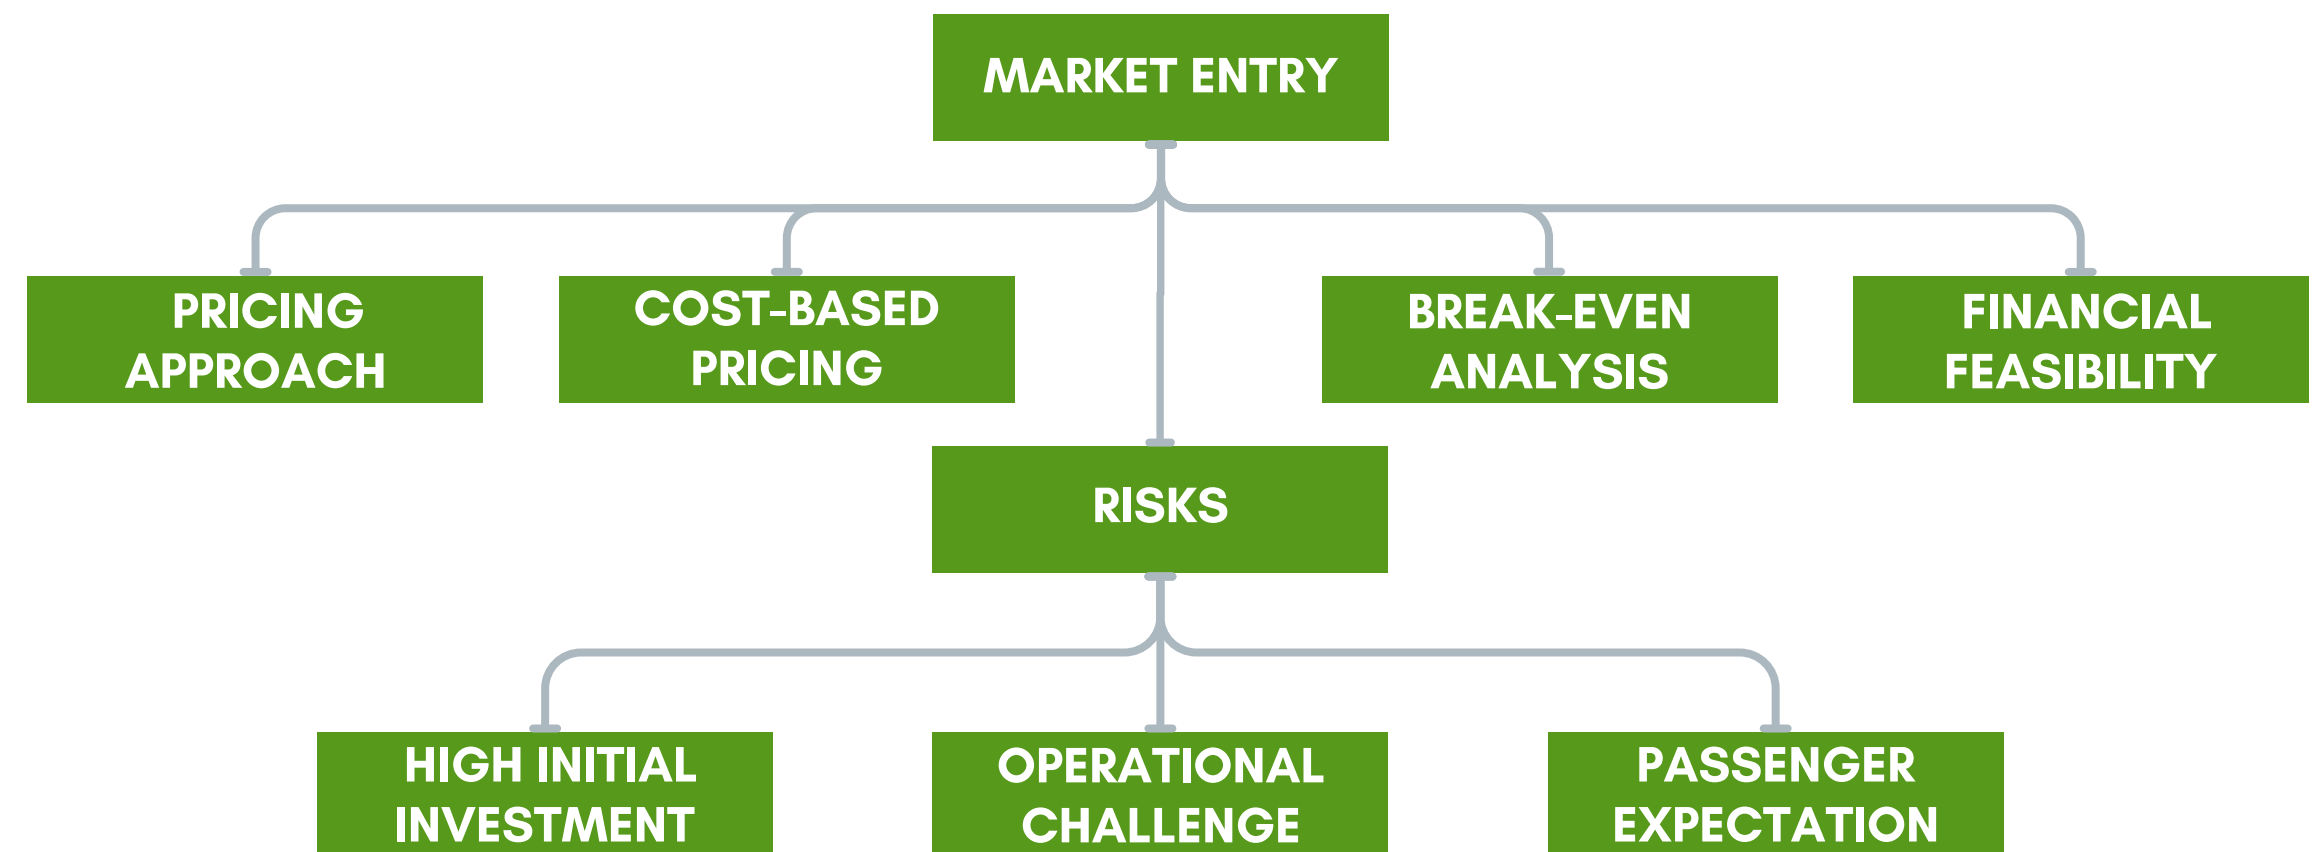 MARKET ENTRY
PRICING
APPROACH
COST-BASED
PRICING
BREAK-EVEN
ANALYSIS
FINANCIAL
FEASIBILITY
RISKS
HIGH INITIAL
INVESTMENT
OPERATIONAL
CHALLENGE
PASSENGER
EXPECTATION